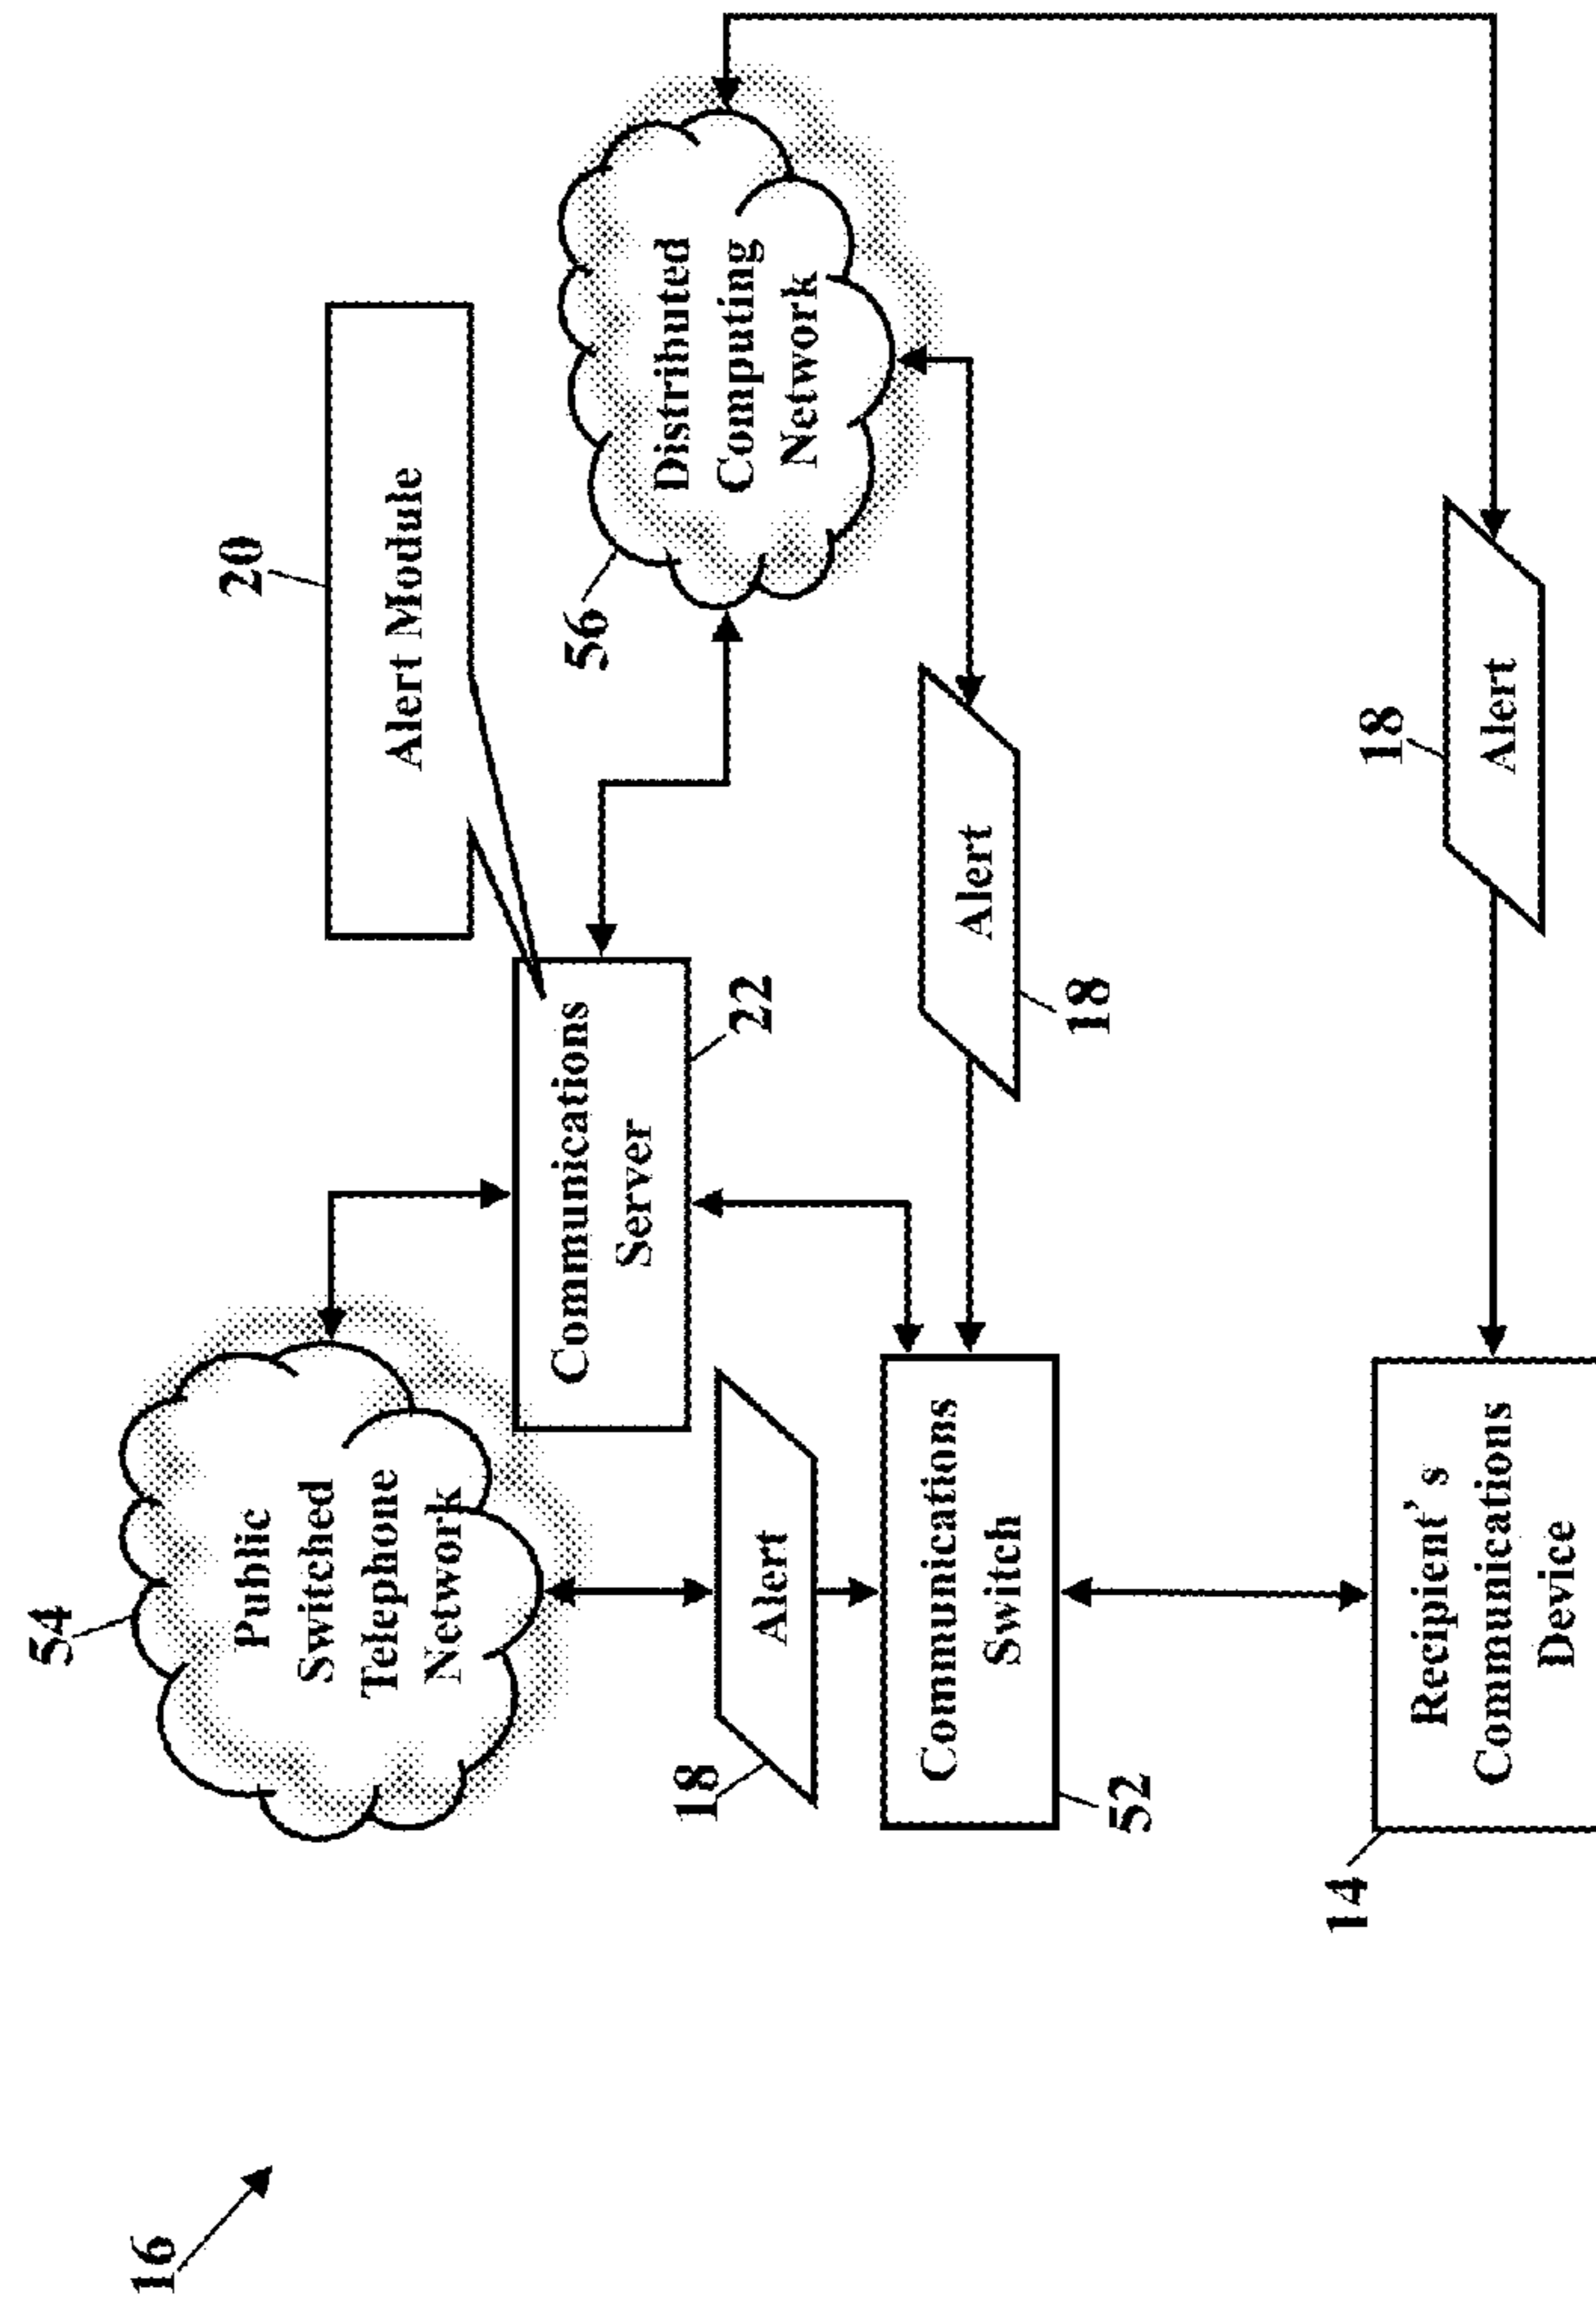 16
54
Public
Switched
Telephone
Network
20
Alert Module
Communications
Server
22
56
Distributed
Computing
Network
18
Alert
Alert
18
Communications
Switch
52
18
Alert
14
Recipient's
Communications
Device